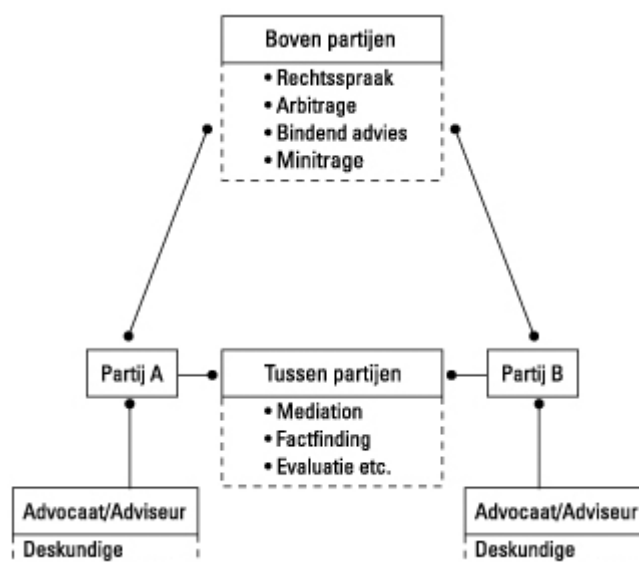 Boven partijen
• Rechtsspraak
• Arbitrage
• Bindend advies
• Minitrage
Partij A
Tussen partijen
Partij B
• Mediation
• Factfinding
• Evaluatie etc.
Advocaat/Adviseur
Deskundige
Advocaat/Adviseur
Deskundige